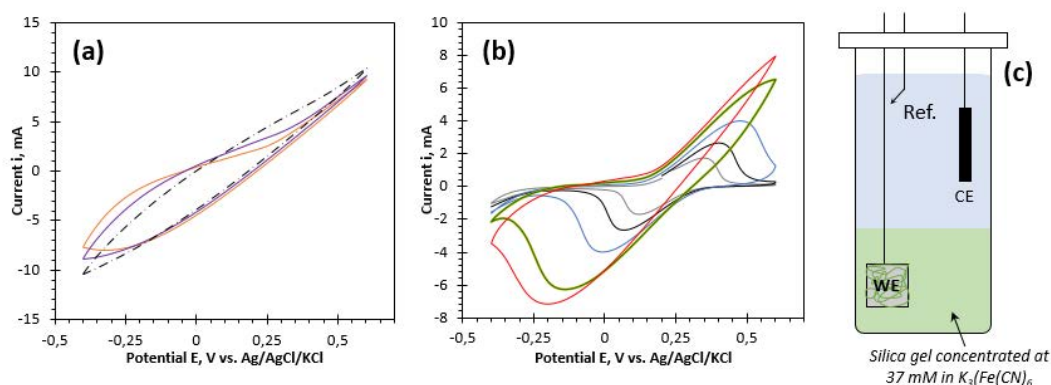 (a)
15
10
5
0
-5
-10
-15
-0,5
-0,25
0
0,25
0,5
Current i, mA
Potential E, V vs. Ag/AgCl/KCl
(b)
10
8
6
4
2
0
-2
-4
-6
-8
-0,5
-0,25
0
0,25
0,5
Current i, mA
Potential E, V vs. Ag/AgCl/KCl
(c)
Ref.
CE
WE
Silica gel concentrated at
37 mM in K3(Fe(CN)6